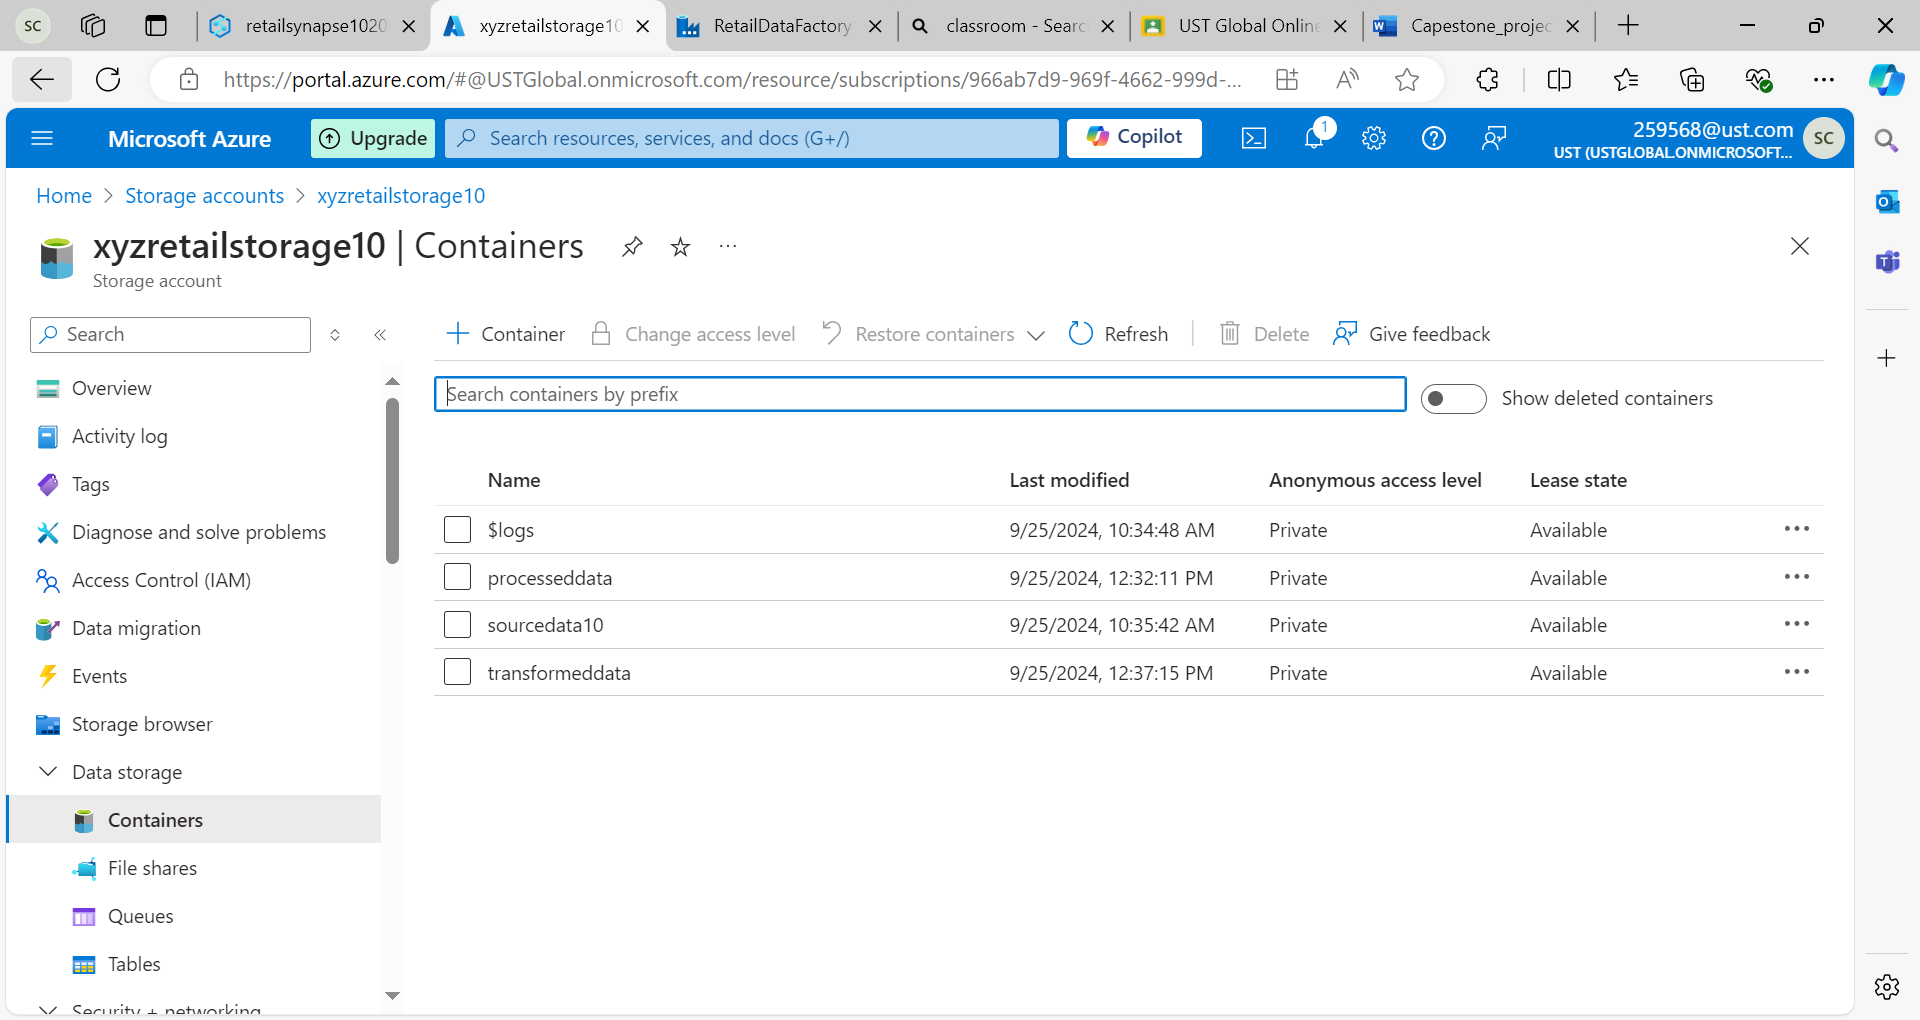 SC
retailsynapse1020
xyzretailstorage10
RetailDataFactory
classroom - Searc
UST Global Online
Capestone_projec
https://portal.azure.com/#@USTGlobal.onmicrosoft.com/resource/subscriptions/966ab7d9-969f-4662-999d-...
Microsoft Azure
Upgrade
Search resources, services, and docs (G+/)
Copilot
1
259568@ust.com
UST (USTGLOBAL.ONMICROSOFT...
SC
Home > Storage accounts > xyzretailstorage10
xyzretailstorage10 | Containers
Storage account
Search
Container
Change access level
Restore containers
Refresh
Delete
Give feedback
Search containers by prefix
Show deleted containers
Overview
Activity log
Tags
Diagnose and solve problems
Access Control (IAM)
Data migration
Events
Storage browser
Data storage
Containers
File shares
Queues
Tables
Security + networking
Name Last modified Anonymous access level Lease state
$logs 9/25/2024, 10:34:48 AM Private Available
processeddata 9/25/2024, 12:32:11 PM Private Available
sourcedata10 9/25/2024, 10:35:42 AM Private Available
transformeddata 9/25/2024, 12:37:15 PM Private Available